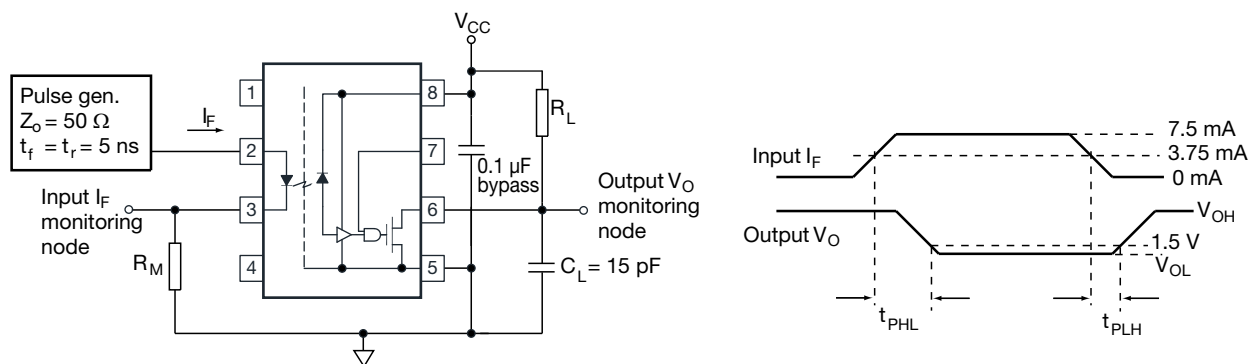 V_CC
Pulse gen.
Z_o = 50 Ω
t_f = t_r = 5 ns
I_F
1
2
3
4
8
7
6
5
R_L
0.1 µF
bypass
Input I_F
monitoring
node
Output V_O
monitoring
node
R_M
C_L = 15 pF
Input I_F
7.5 mA
3.75 mA
0 mA
Output V_O
V_OH
1.5 V
V_OL
t_PHL
t_PLH